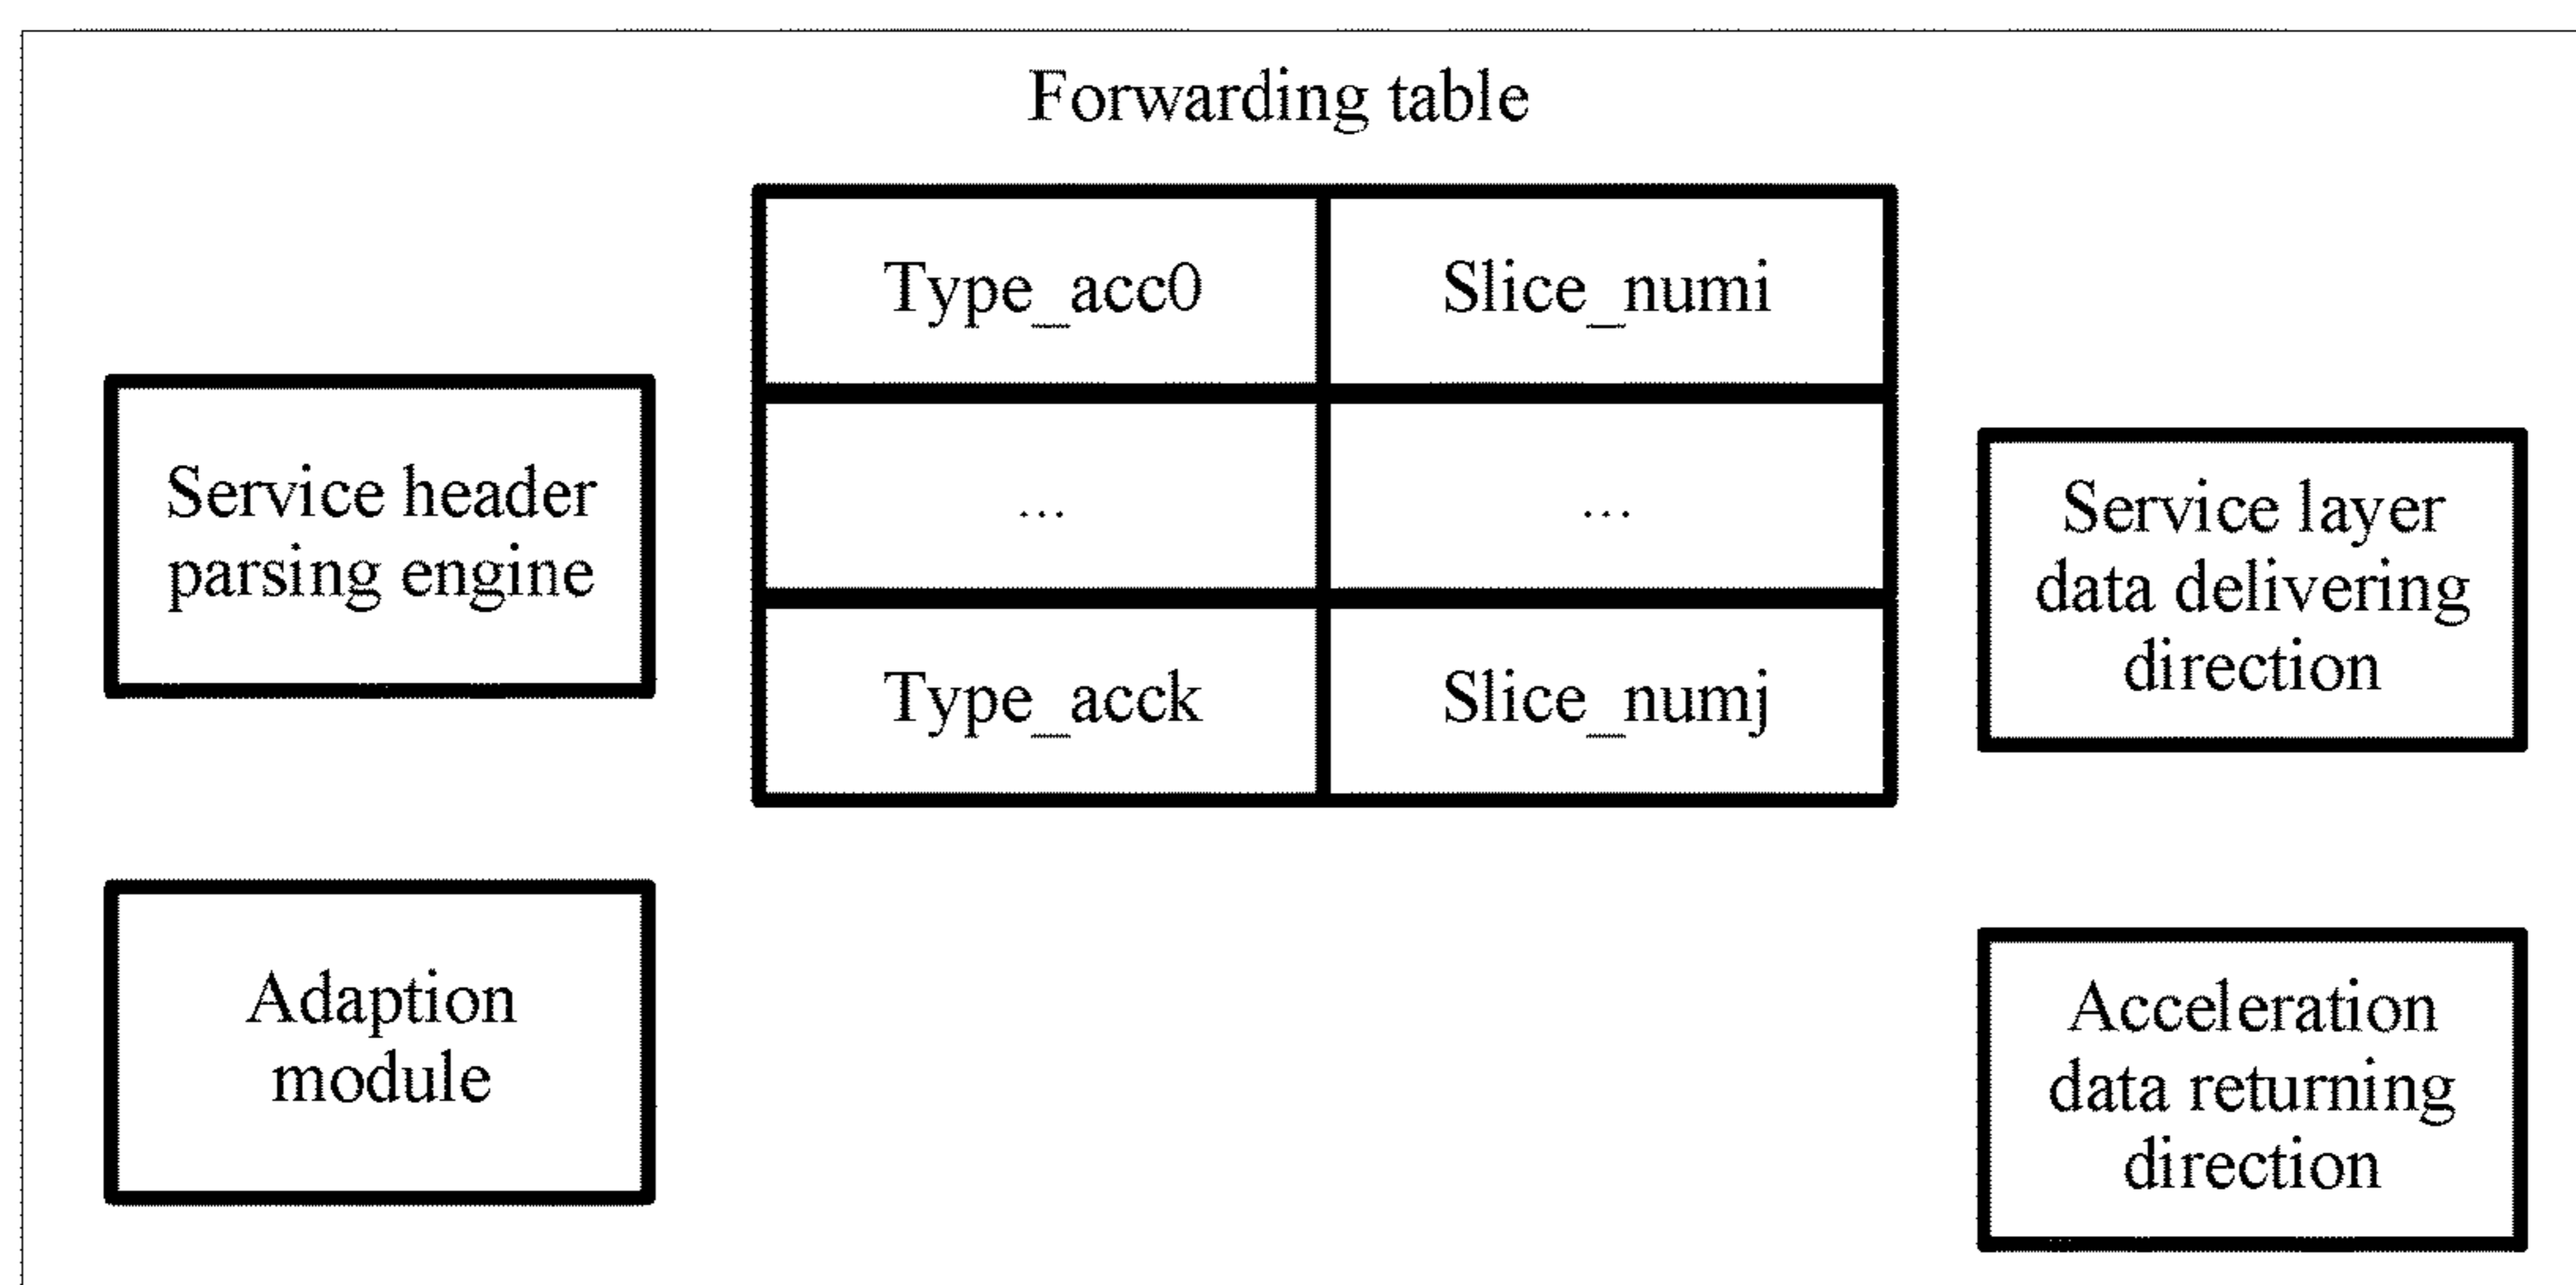 Forwarding table
Type_acc0 Slice_numi
... ...
Type_acck Slice_numj
Service header
parsing engine
Service layer
data delivering
direction
Adaption
module
Acceleration
data returning
direction